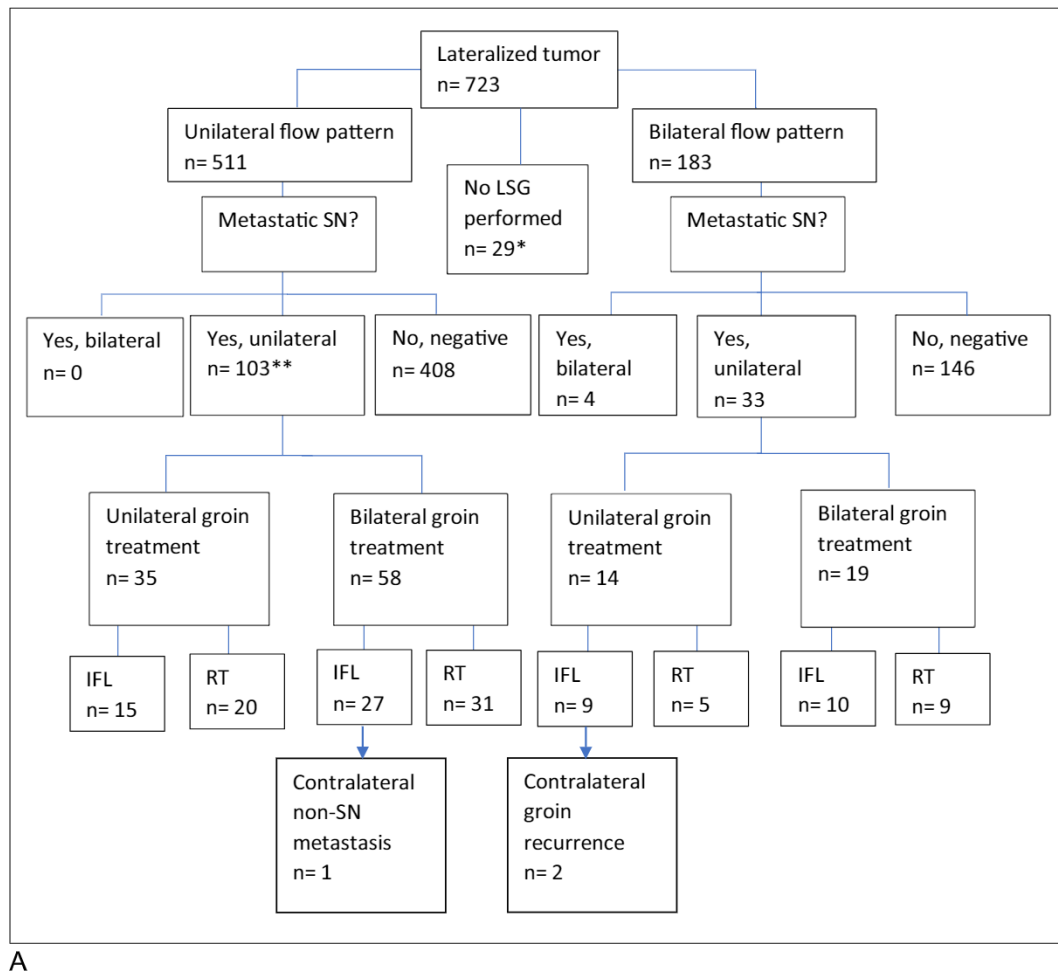 Lateralized tumor
n= 723
Unilateral flow pattern
n= 511
No LSG
performed
n= 29*
Bilateral flow pattern
n= 183
Metastatic SN?
Metastatic SN?
Yes, bilateral
n= 0
Yes, unilateral
n= 103**
No, negative
n= 408
Yes,
bilateral
n= 4
Yes,
unilateral
n= 33
No, negative
n= 146
Unilateral groin
treatment
n= 35
Bilateral groin
treatment
n= 58
Unilateral groin
treatment
n= 14
Bilateral groin
treatment
n= 19
IFL
n= 15
RT
n= 20
IFL
n= 27
RT
n= 31
IFL
n= 9
RT
n= 5
IFL
n= 10
RT
n= 9
Contralateral
non-SN
metastasis
n= 1
Contralateral
groin
recurrence
n= 2
A